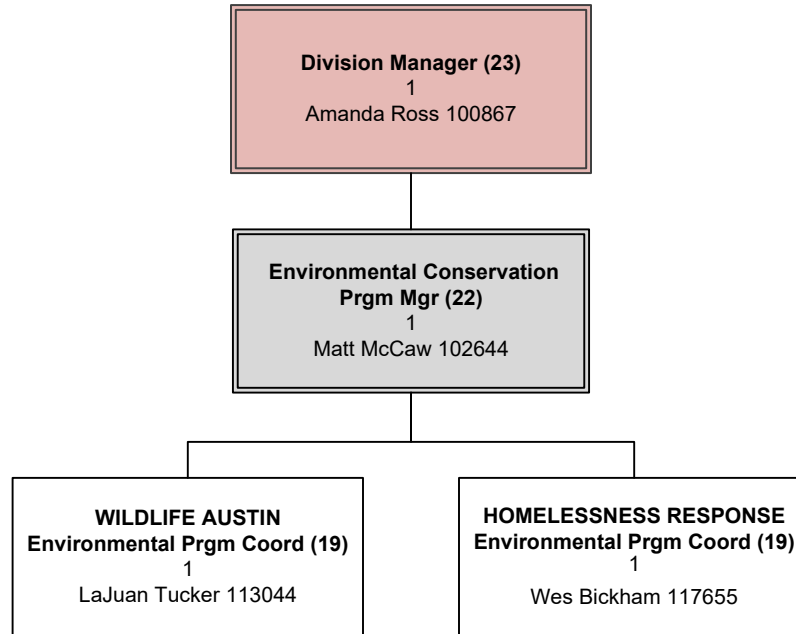 Division Manager (23)
1
Amanda Ross 100867
Environmental Conservation
Prgm Mgr (22)
1
Matt McCaw 102644
WILDLIFE AUSTIN
Environmental Prgm Coord (19)
1
LaJuan Tucker 113044
HOMELESSNESS RESPONSE
Environmental Prgm Coord (19)
1
Wes Bickham 117655